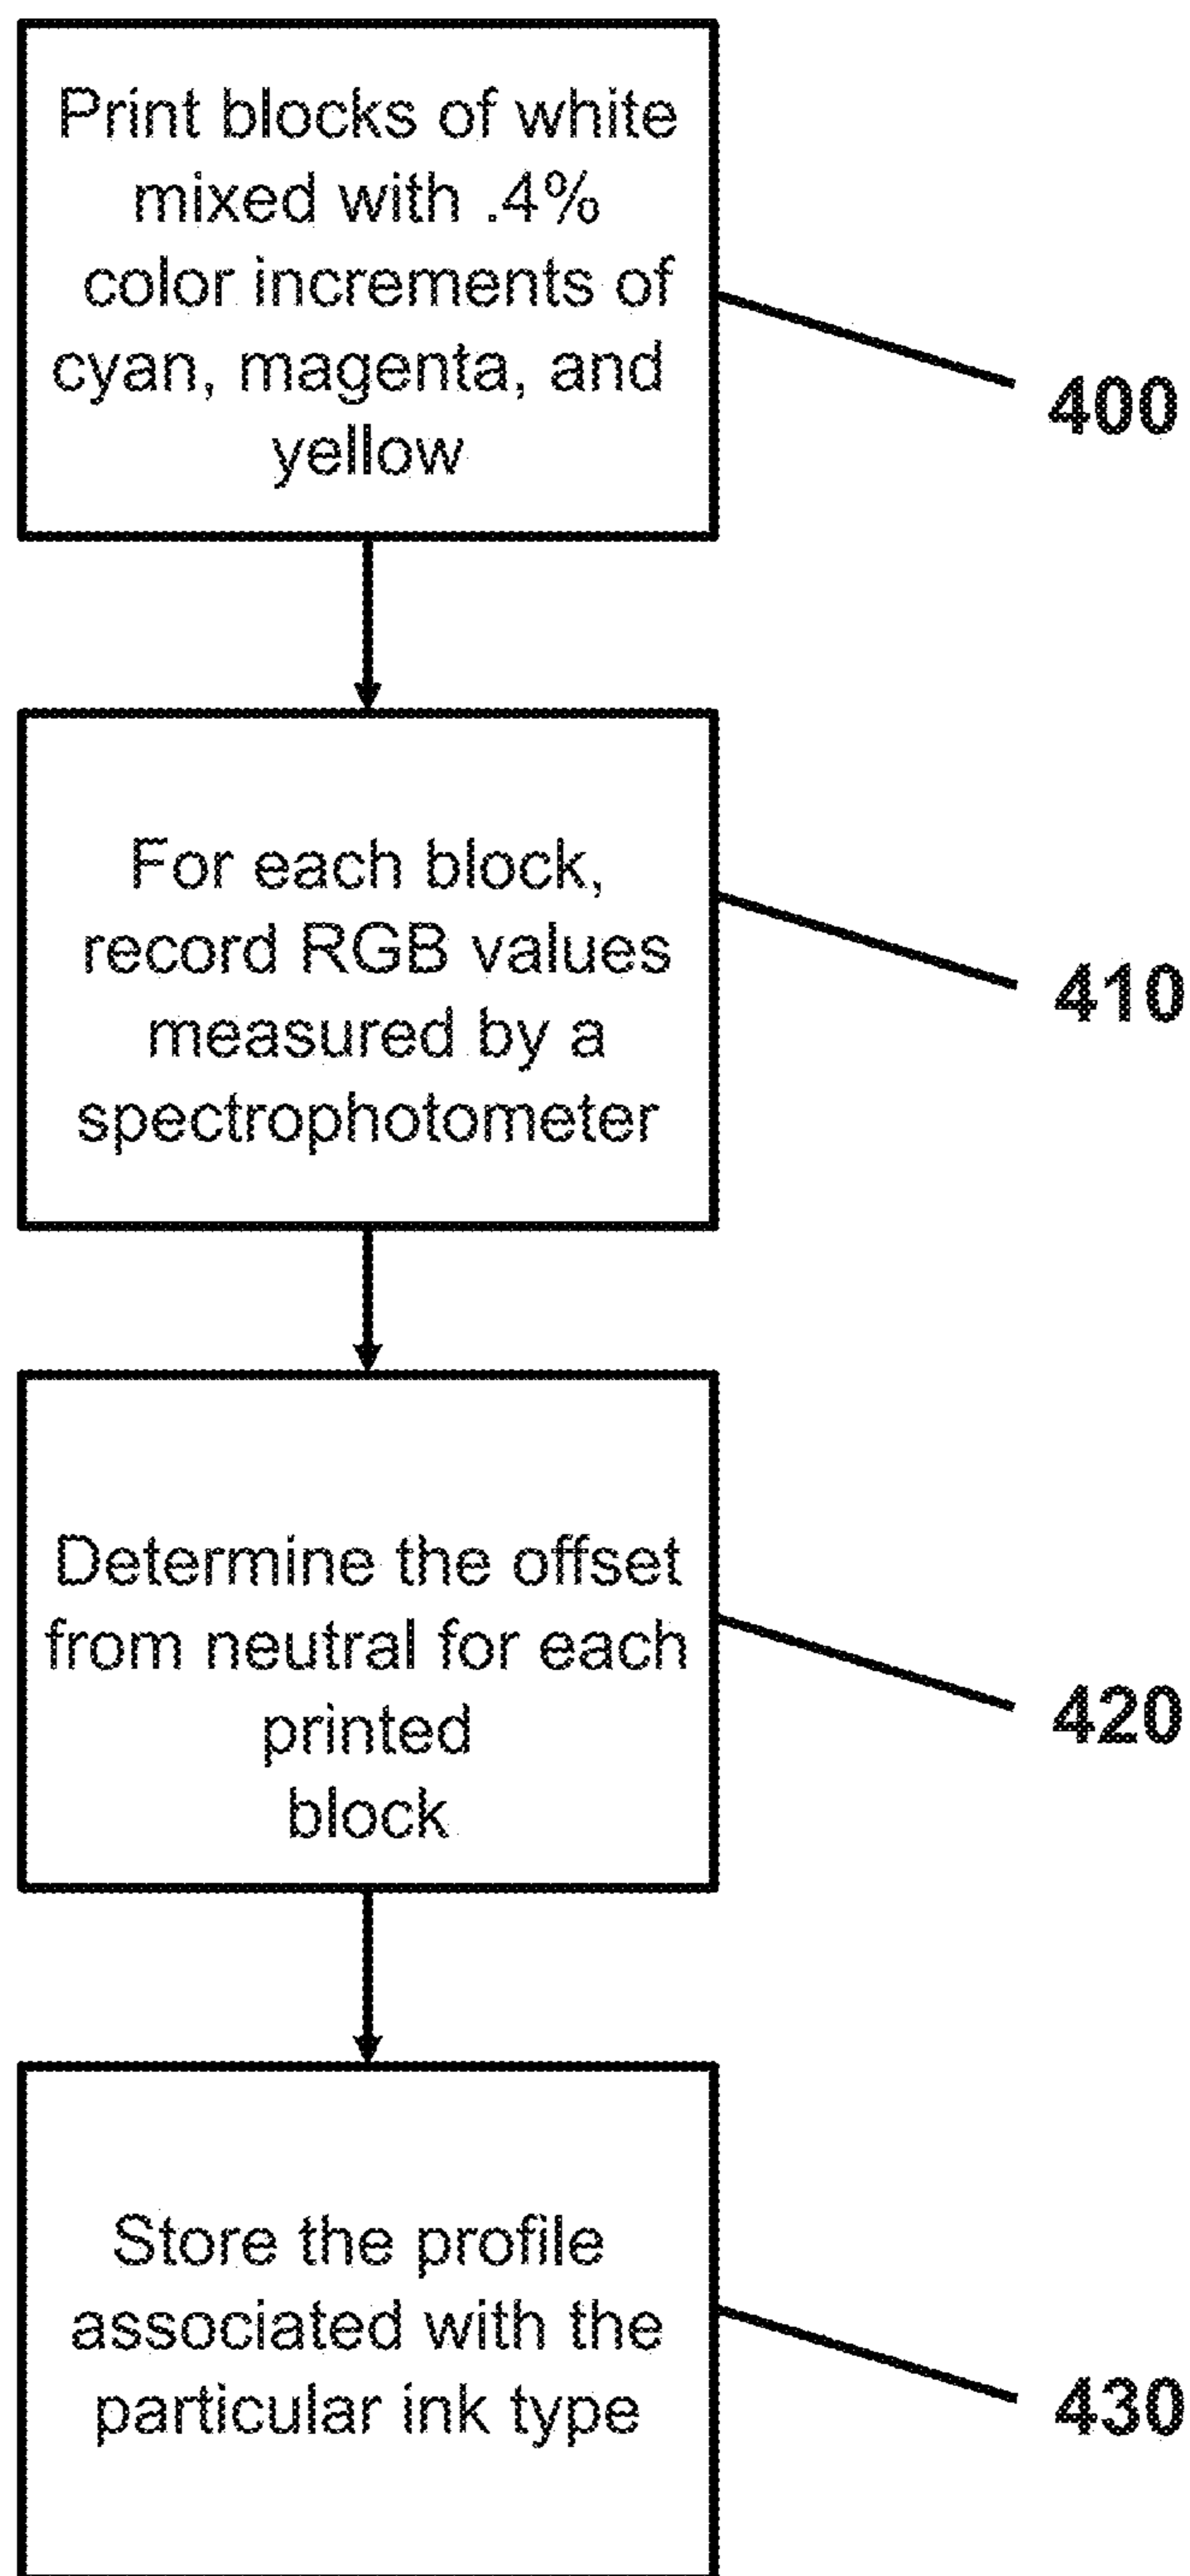 Print blocks of white
mixed with .4%
color increments of
cyan, magenta, and
yellow
400
For each block,
record RGB values
measured by a
spectrophotometer
410
Determine the offset
from neutral for each
printed
block
420
Store the profile
associated with the
particular ink type
430